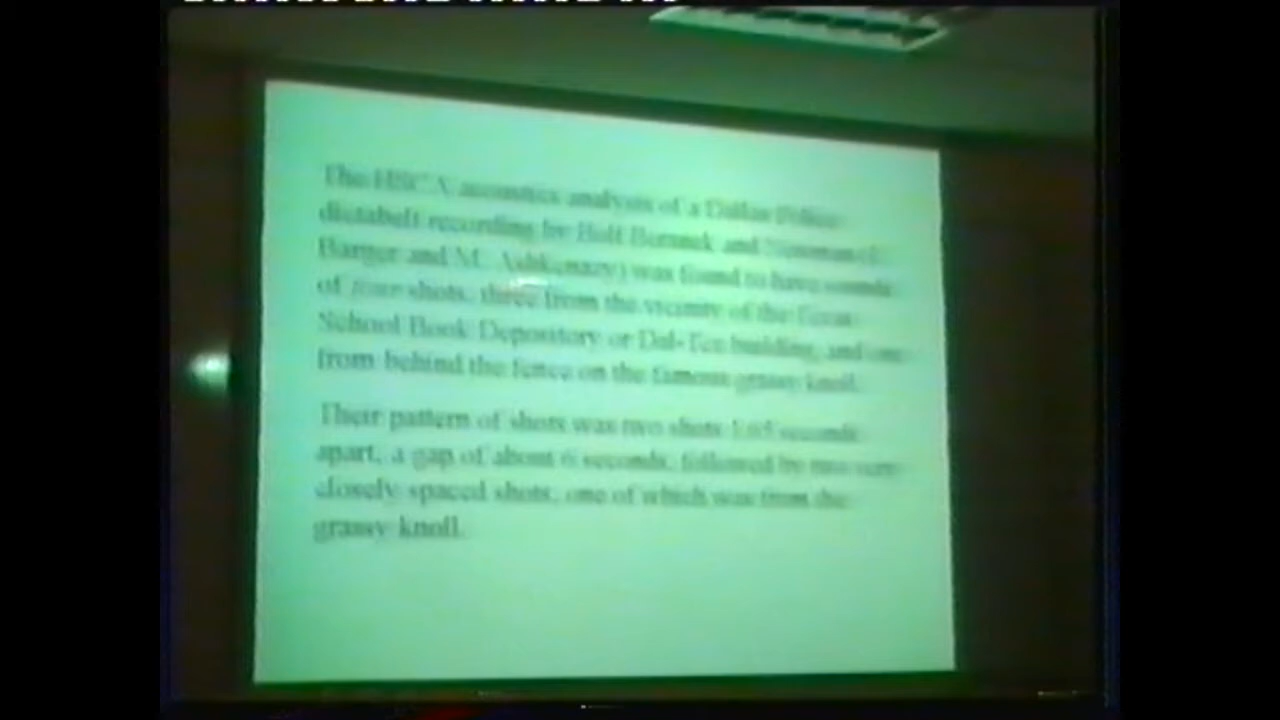 The HSCA acoustics analysis of a Dallas Police
dictabelt recording by Bolt Beranek and Newman (J.
Barger and M. Ashkenazy) was found to have sounds
of four shots, three from the vicinity of the Texas
School Book Depository or Dal-Tex building, and one
from behind the fence on the famous grassy knoll.
Their pattern of shots was two shots 1.65 seconds
apart, a gap of about 6 seconds, followed by two very
closely spaced shots, one of which was from the
grassy knoll.